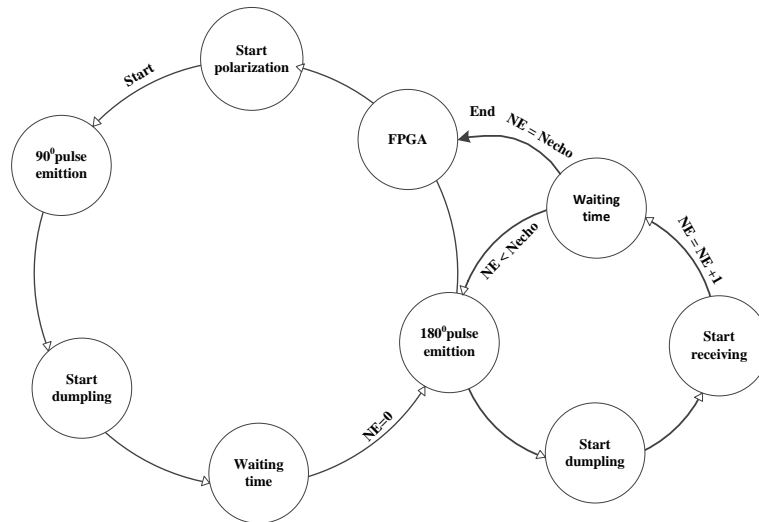 Start
polarization
Start
90⁰pulse
emittion
Start
dumpling
Waiting
time
NE=0
180⁰pulse
emittion
Start
dumpling
Start
receiving
NE = NE +1
Waiting
time
NE < Necho
NE = Necho
End
FPGA